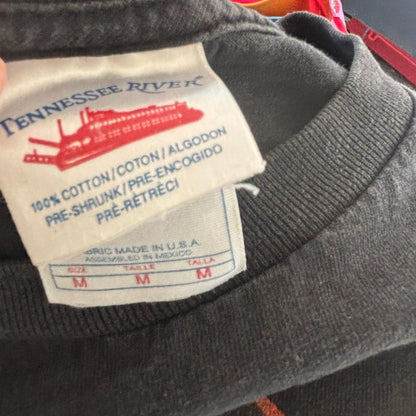 TENNESSEE RIVER
100% COTTON/COTON/ALGODON
PRE-SHRUNK/PRE-ENCOGIDO
PRÉ-RÉTRÉCI
MADE IN U.S.A.
ASSEMBLED IN MEXICO
SIZE TAILLE TALLA
M M M